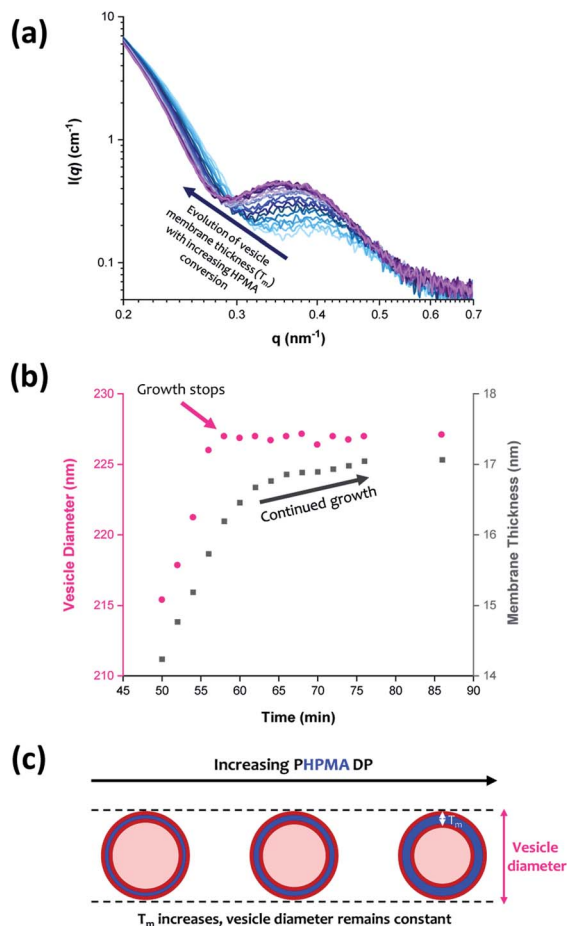 (a)
10
1
0.1
I(q) (cm⁻¹)
Evolution of vesicle
membrane thickness (Tₘ)
with increasing HPMA
conversion
0.2
0.3
0.4
0.5
0.6
0.7
q (nm⁻¹)
(b)
230
225
220
215
210
Vesicle Diameter (nm)
Growth stops
Continued growth
18
17
16
15
14
Membrane Thickness (nm)
45
50
55
60
65
70
75
80
85
90
Time (min)
(c)
Increasing PHPMA DP
Tₘ
Vesicle
diameter
Tₘ increases, vesicle diameter remains constant